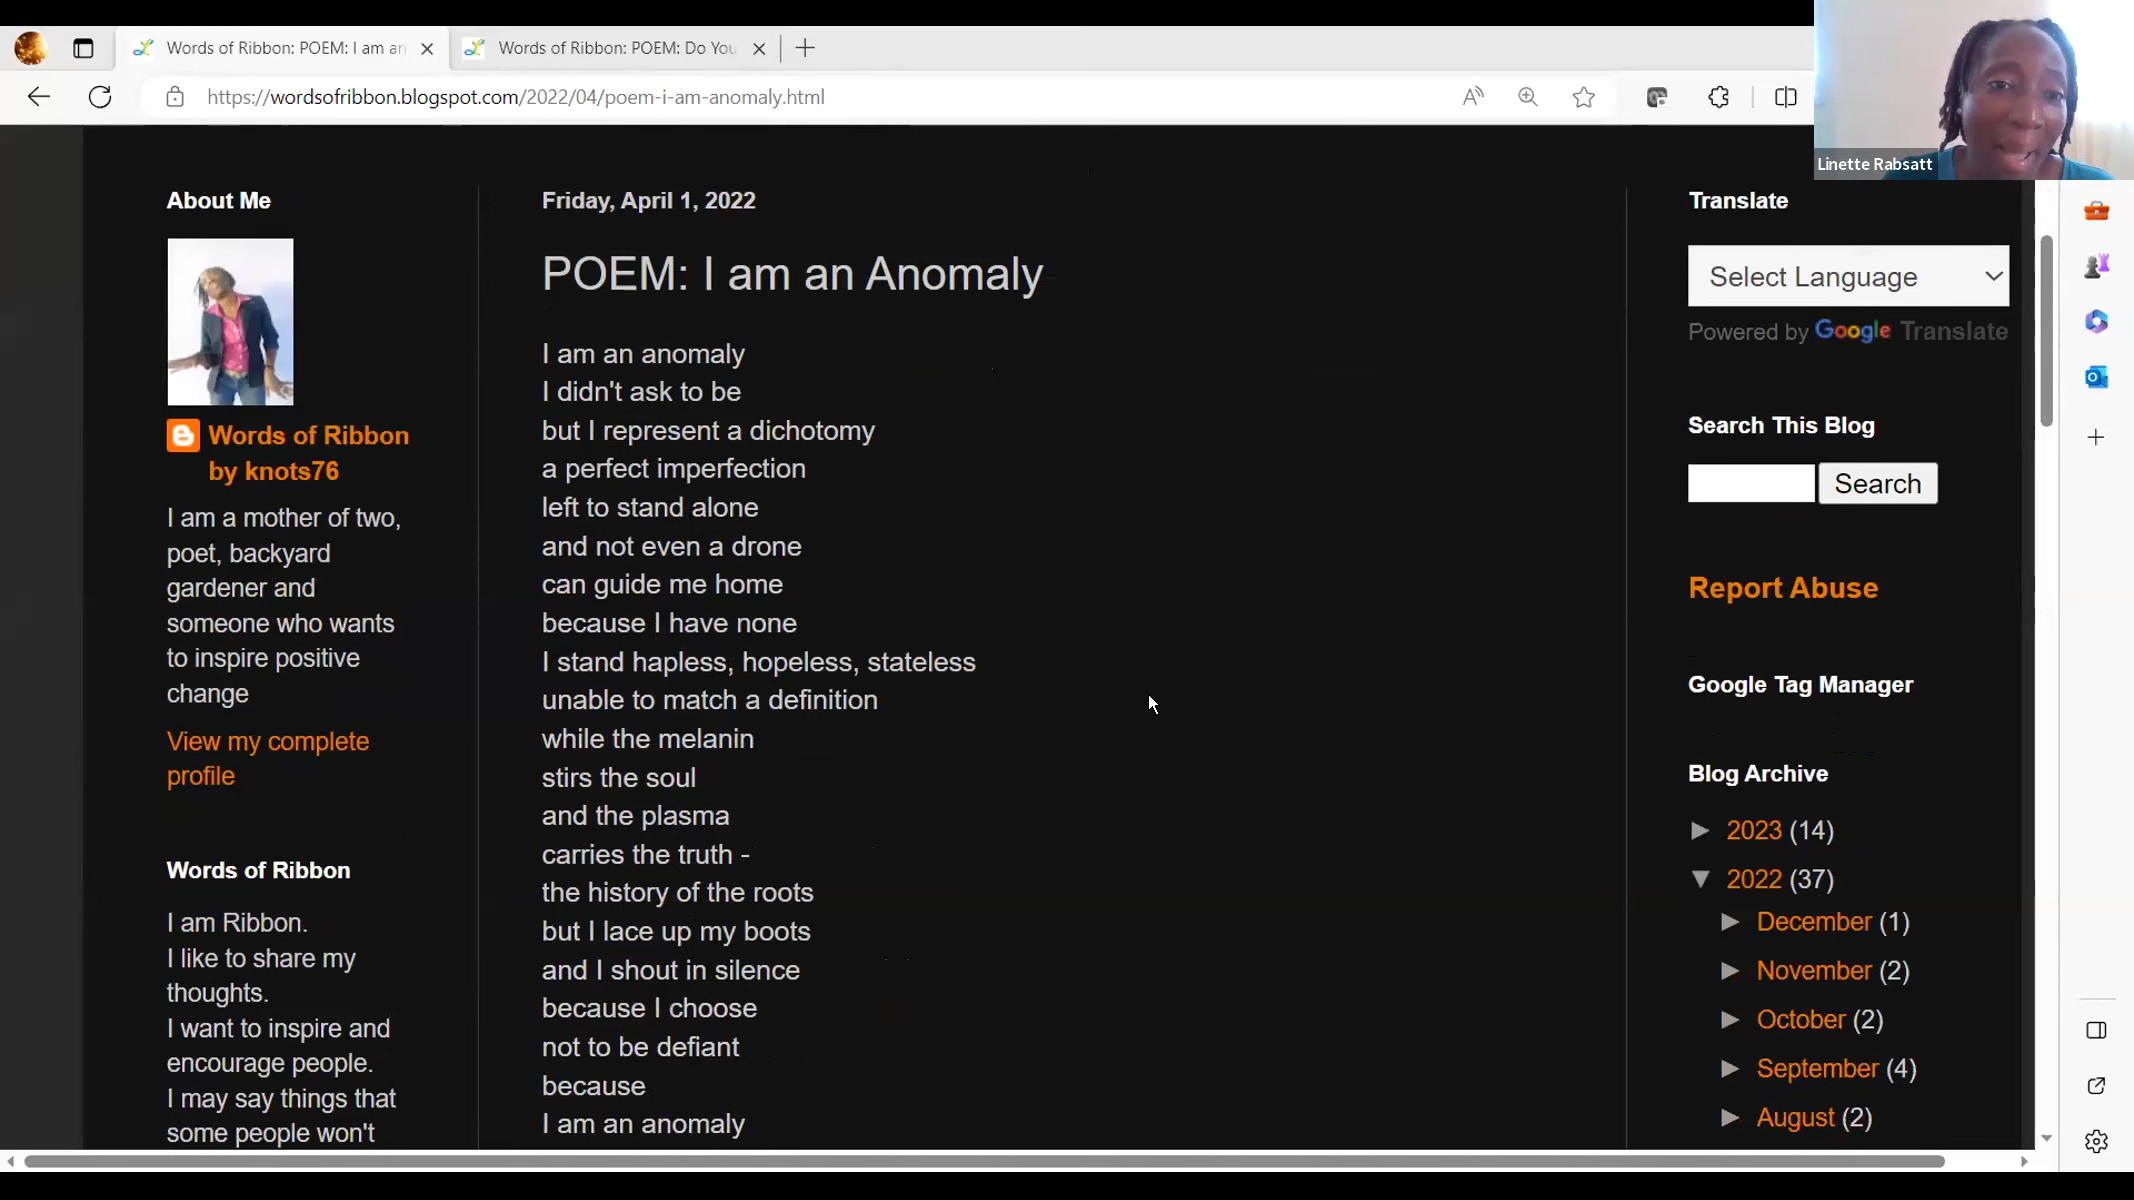 Words of Ribbon: POEM: I am an
Words of Ribbon: POEM: Do You
https://wordsofribbon.blogspot.com/2022/04/poem-i-am-anomaly.html
Linette Rabsatt
About Me
Words of Ribbon
by knots76
I am a mother of two,
poet, backyard
gardener and
someone who wants
to inspire positive
change
View my complete
profile
Words of Ribbon
I am Ribbon.
I like to share my
thoughts.
I want to inspire and
encourage people.
I may say things that
some people won't
Friday, April 1, 2022
POEM: I am an Anomaly
I am an anomaly
I didn't ask to be
but I represent a dichotomy
a perfect imperfection
left to stand alone
and not even a drone
can guide me home
because I have none
I stand hapless, hopeless, stateless
unable to match a definition
while the melanin
stirs the soul
and the plasma
carries the truth -
the history of the roots
but I lace up my boots
and I shout in silence
because I choose
not to be defiant
because
I am an anomaly
Translate
Select Language
Powered by Google Translate
Search This Blog
Search
Report Abuse
Google Tag Manager
Blog Archive
► 2023 (14)
▼ 2022 (37)
► December (1)
► November (2)
► October (2)
► September (4)
► August (2)